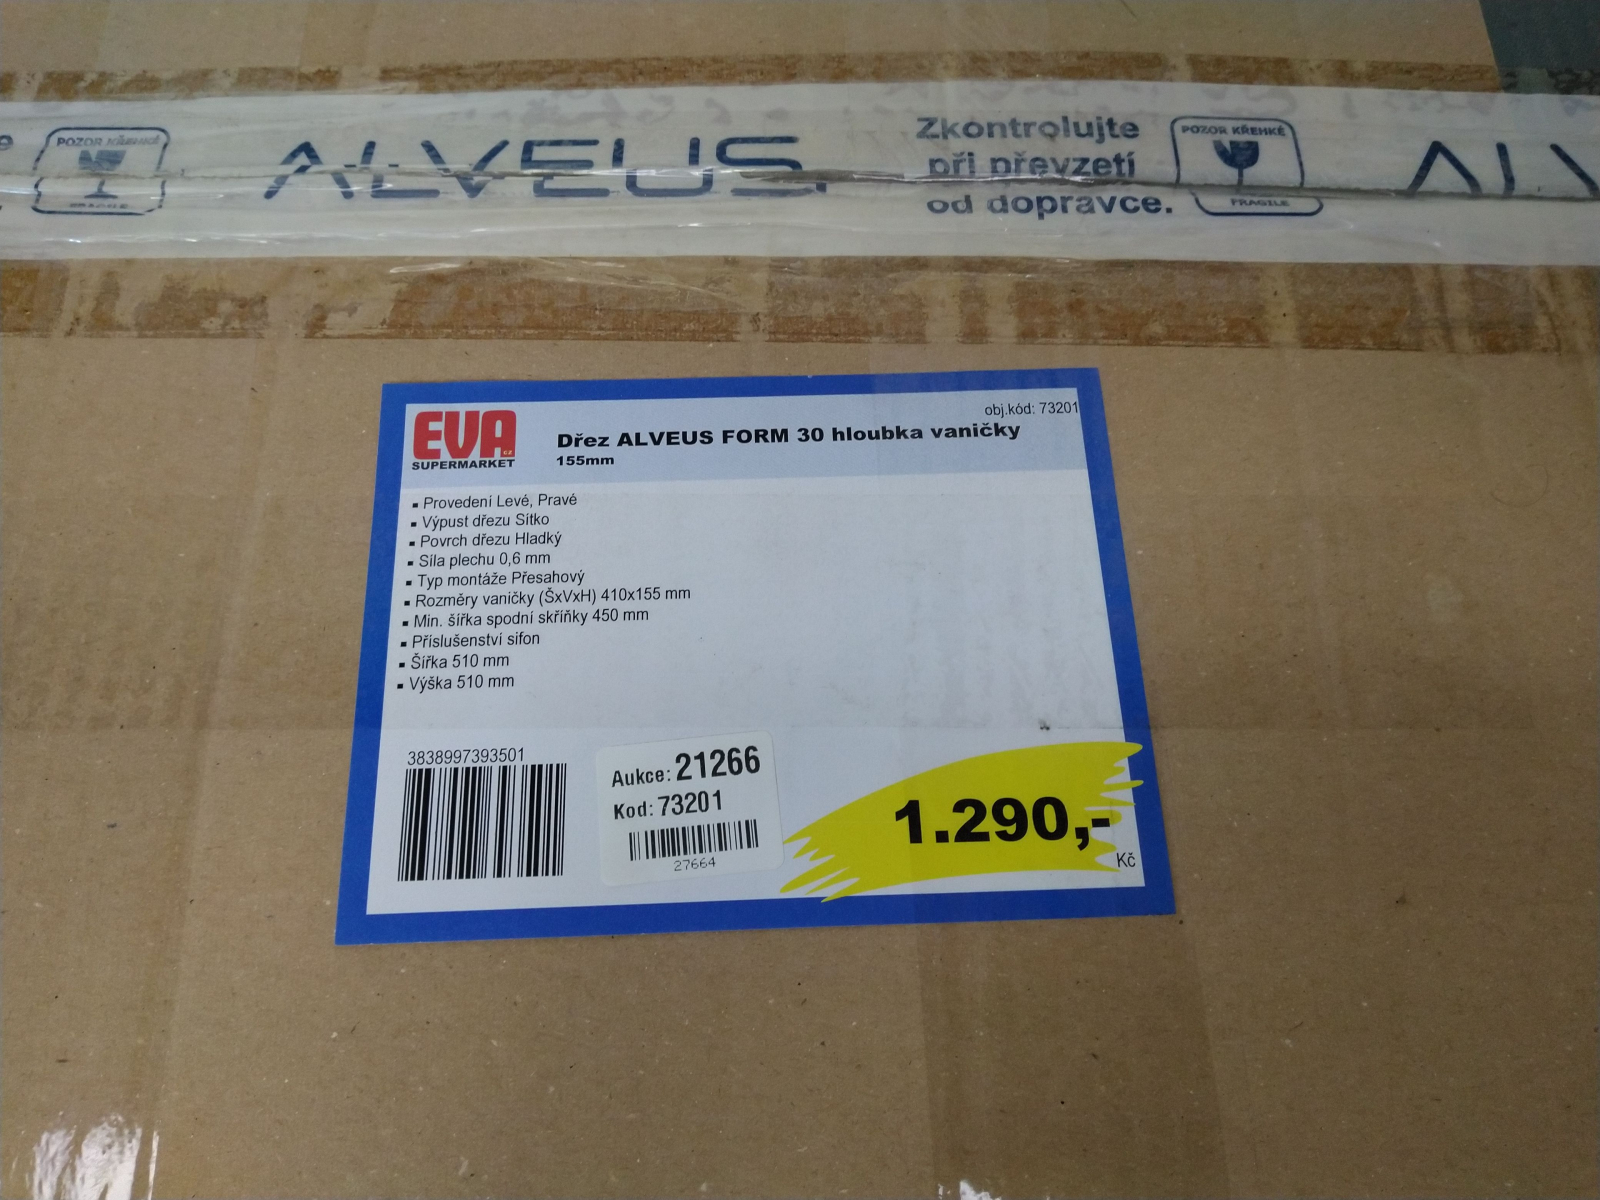 POZOR KŘEHKÉ
FRAGILE
ALVEUS
Zkontrolujte
při převzetí
od dopravce.
POZOR KŘEHKÉ
FRAGILE
EVA
cz
SUPERMARKET
obj.kód: 73201
Dřez ALVEUS FORM 30 hloubka vaničky
155mm
▪ Provedení Levé, Pravé
▪ Výpust dřezu Sítko
▪ Povrch dřezu Hladký
▪ Síla plechu 0,6 mm
▪ Typ montáže Přesahový
▪ Rozměry vaničky (ŠxVxH) 410x155 mm
▪ Min. šířka spodní skříňky 450 mm
▪ Příslušenství sifon
▪ Šířka 510 mm
▪ Výška 510 mm
3838997393501
Aukce: 21266
Kod: 73201
27664
1.290,-
Kč